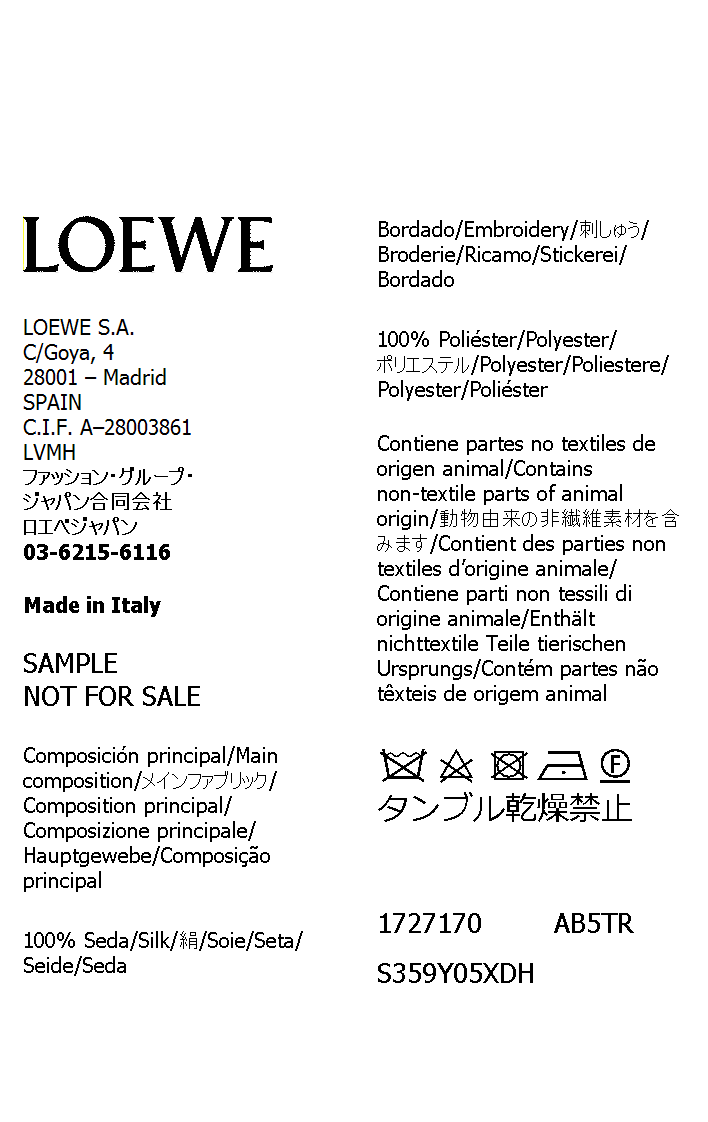 LOEWE
LOEWE S.A.
C/Goya, 4
28001 – Madrid
SPAIN
C.I.F. A–28003861
LVMH
ファッション・グループ・
ジャパン合同会社
ロエベジャパン
03-6215-6116
Made in Italy
SAMPLE
NOT FOR SALE
Composición principal/Main
composition/メインファブリック/
Composition principal/
Composizione principale/
Hauptgewebe/Composição
principal
100% Seda/Silk/絹/Soie/Seta/
Seide/Seda
Bordado/Embroidery/刺しゅう/
Broderie/Ricamo/Stickerei/
Bordado
100% Poliéster/Polyester/
ポリエステル/Polyester/Poliestere/
Polyester/Poliéster
Contiene partes no textiles de
origen animal/Contains
non-textile parts of animal
origin/動物由来の非繊維素材を含
みます/Contient des parties non
textiles d’origine animale/
Contiene parti non tessili di
origine animale/Enthält
nichttextile Teile tierischen
Ursprungs/Contém partes não
têxteis de origem animal
F
タンブル乾燥禁止
1727170 AB5TR
S359Y05XDH